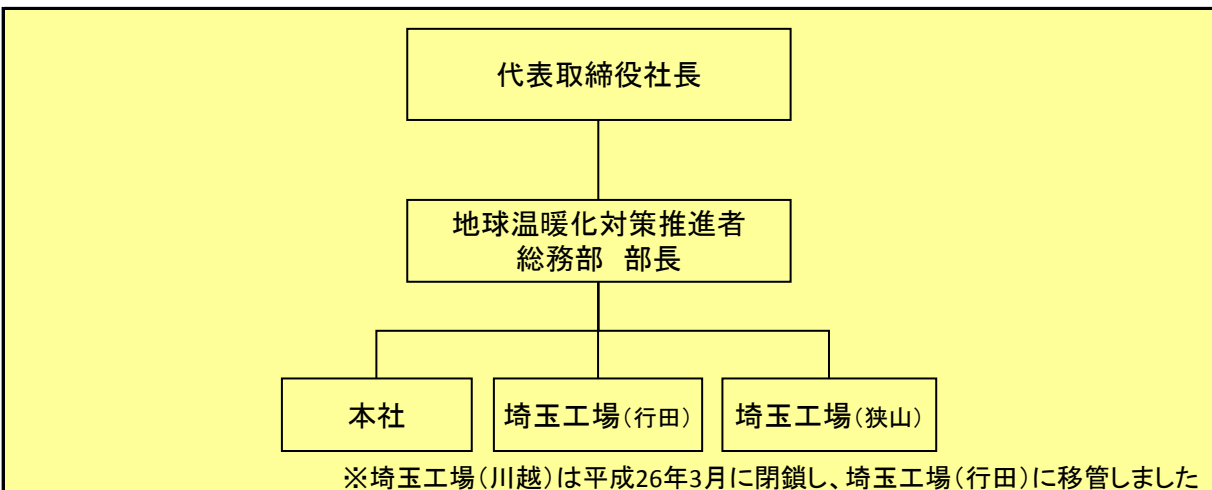 代表取締役社長
地球温暖化対策推進者
総務部　部長
本社
埼玉工場(行田)
埼玉工場(狭山)
※埼玉工場(川越)は平成26年3月に閉鎖し、埼玉工場(行田)に移管しました